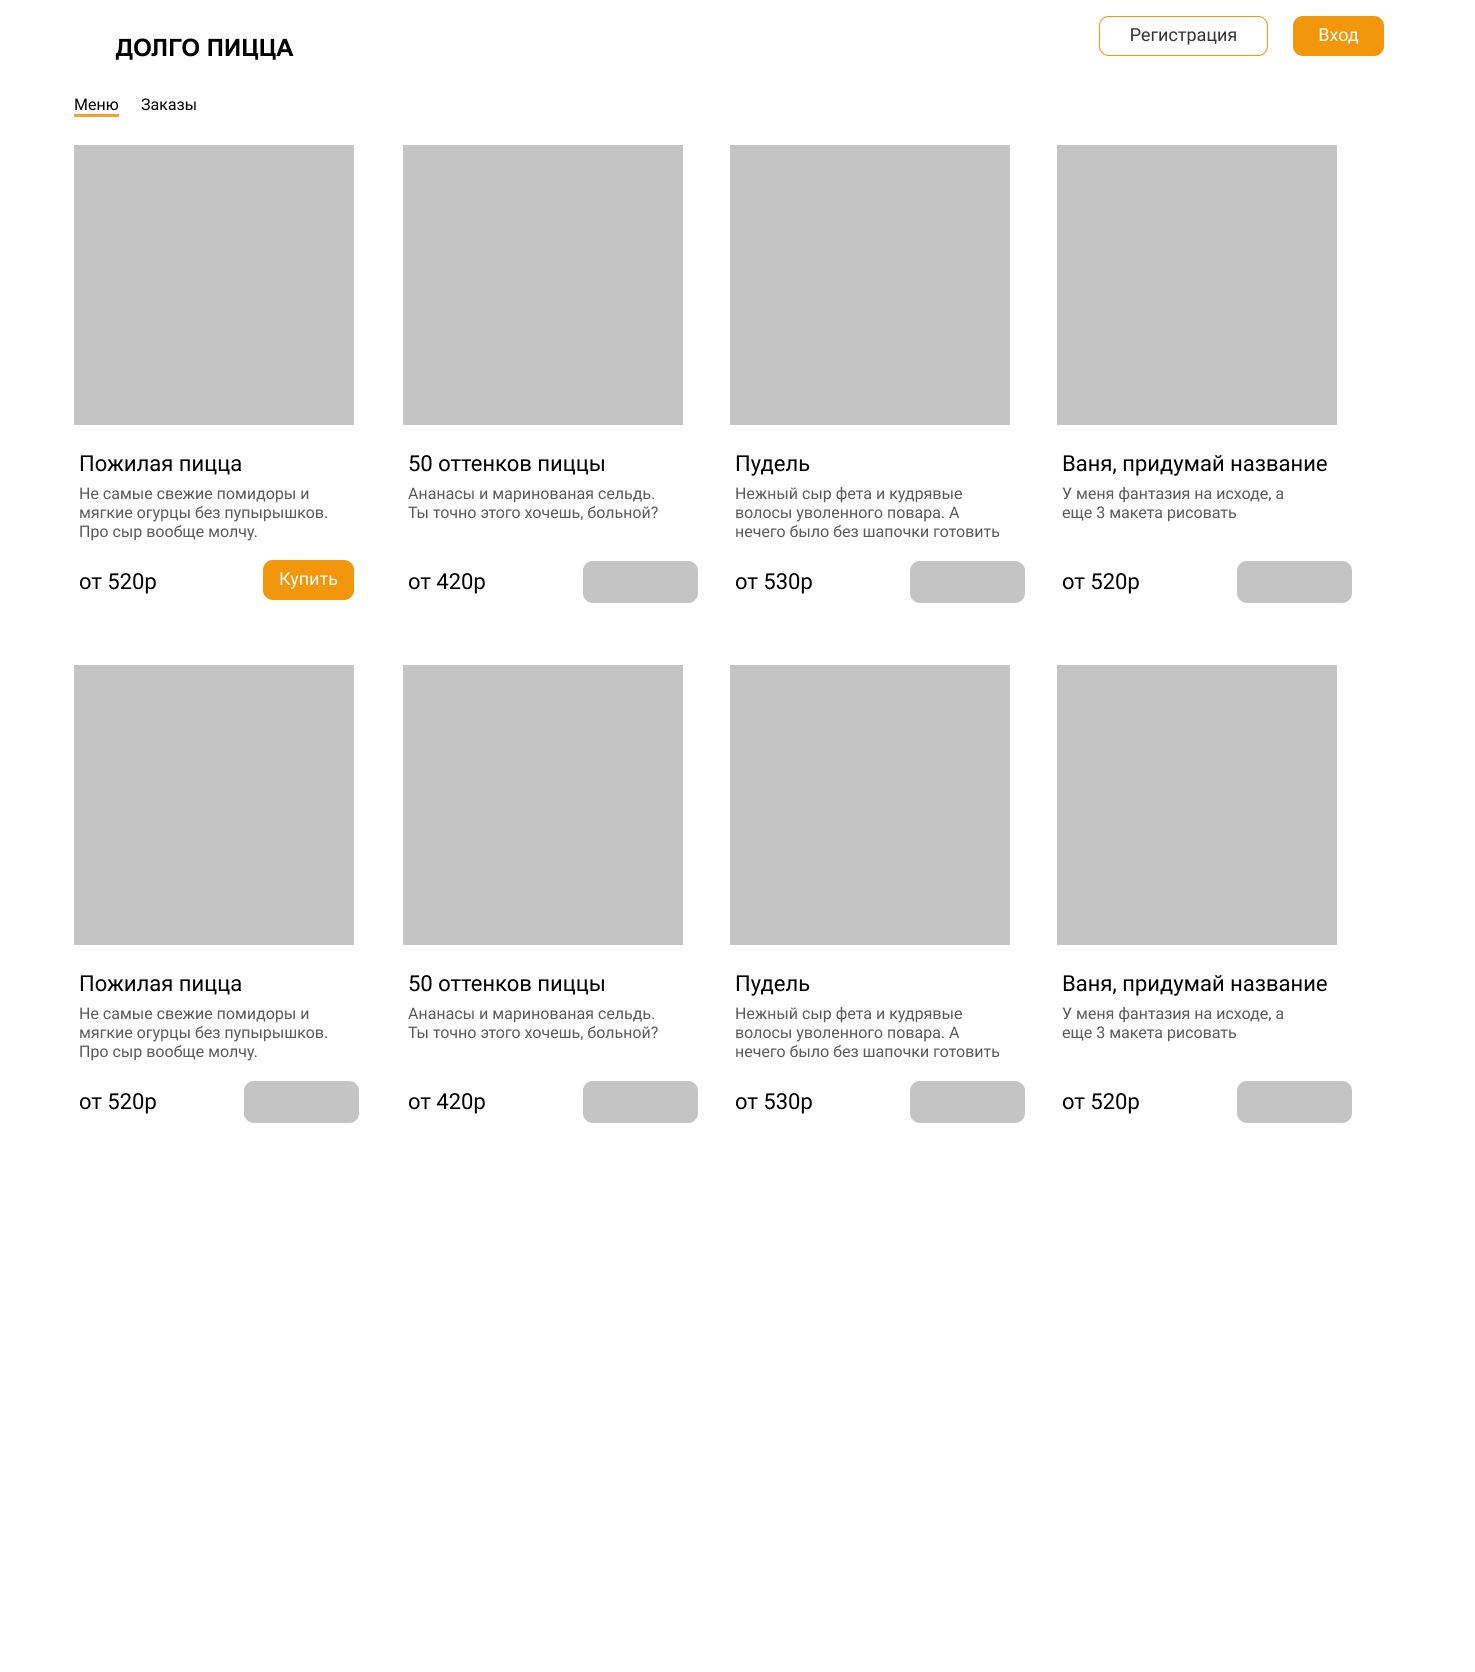 ДОЛГО ПИЦЦА
Регистрация
Вход
Меню
Заказы
Пожилая пицца
Не самые свежие помидоры и
мягкие огурцы без пупырышков.
Про сыр вообще молчу.
от 520р
Купить
50 оттенков пиццы
Ананасы и маринованая сельдь.
Ты точно этого хочешь, больной?
от 420р
Пудель
Нежный сыр фета и кудрявые
волосы уволенного повара. А
нечего было без шапочки готовить
от 530р
Ваня, придумай название
У меня фантазия на исходе, а
еще 3 макета рисовать
от 520р
Пожилая пицца
Не самые свежие помидоры и
мягкие огурцы без пупырышков.
Про сыр вообще молчу.
от 520р
50 оттенков пиццы
Ананасы и маринованая сельдь.
Ты точно этого хочешь, больной?
от 420р
Пудель
Нежный сыр фета и кудрявые
волосы уволенного повара. А
нечего было без шапочки готовить
от 530р
Ваня, придумай название
У меня фантазия на исходе, а
еще 3 макета рисовать
от 520р